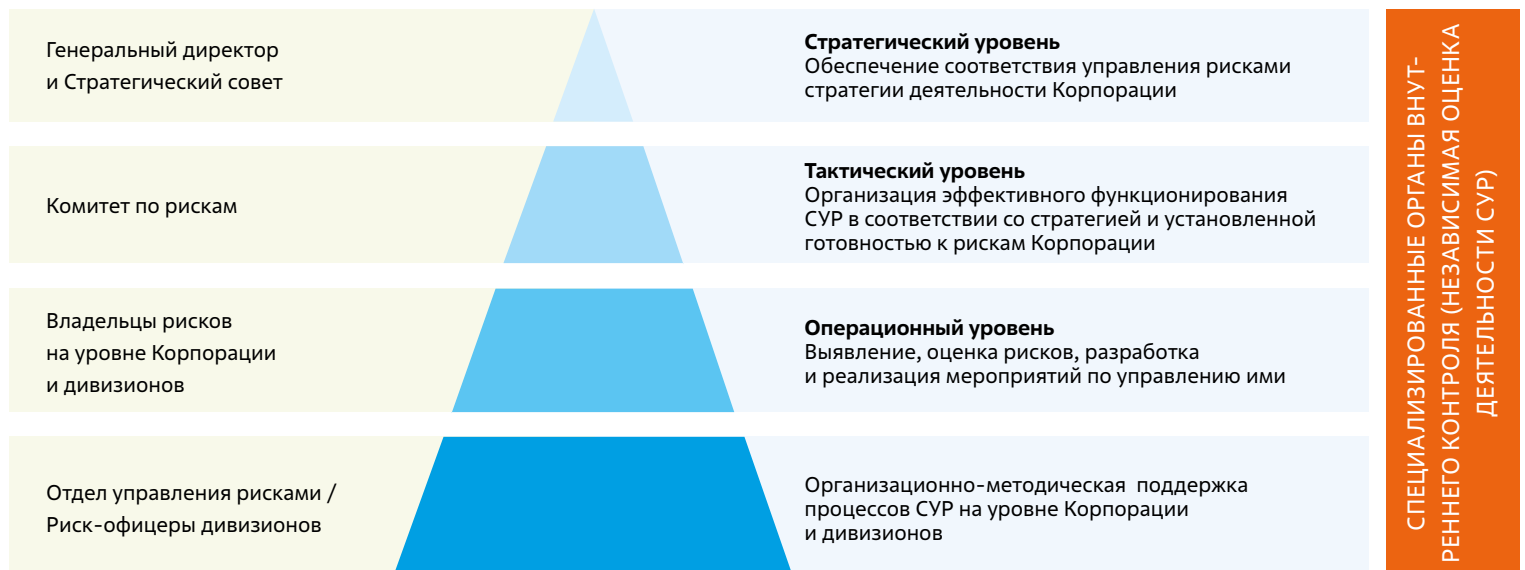 Генеральный директор
и Стратегический совет
Стратегический уровень
Обеспечение соответствия управления рисками
стратегии деятельности Корпорации
Комитет по рискам
Тактический уровень
Организация эффективного функционирования
СУР в соответствии со стратегией и установленной
готовностью к рискам Корпорации
Владельцы рисков
на уровне Корпорации
и дивизионов
Операционный уровень
Выявление, оценка рисков, разработка
и реализация мероприятий по управлению ими
Отдел управления рисками /
Риск-офицеры дивизионов
Организационно-методическая поддержка
процессов СУР на уровне Корпорации
и дивизионов
СПЕЦИАЛИЗИРОВАННЫЕ ОРГАНЫ ВНУТ-
РЕННЕГО КОНТРОЛЯ (НЕЗАВИСИМАЯ ОЦЕНКА
ДЕЯТЕЛЬНОСТИ СУР)